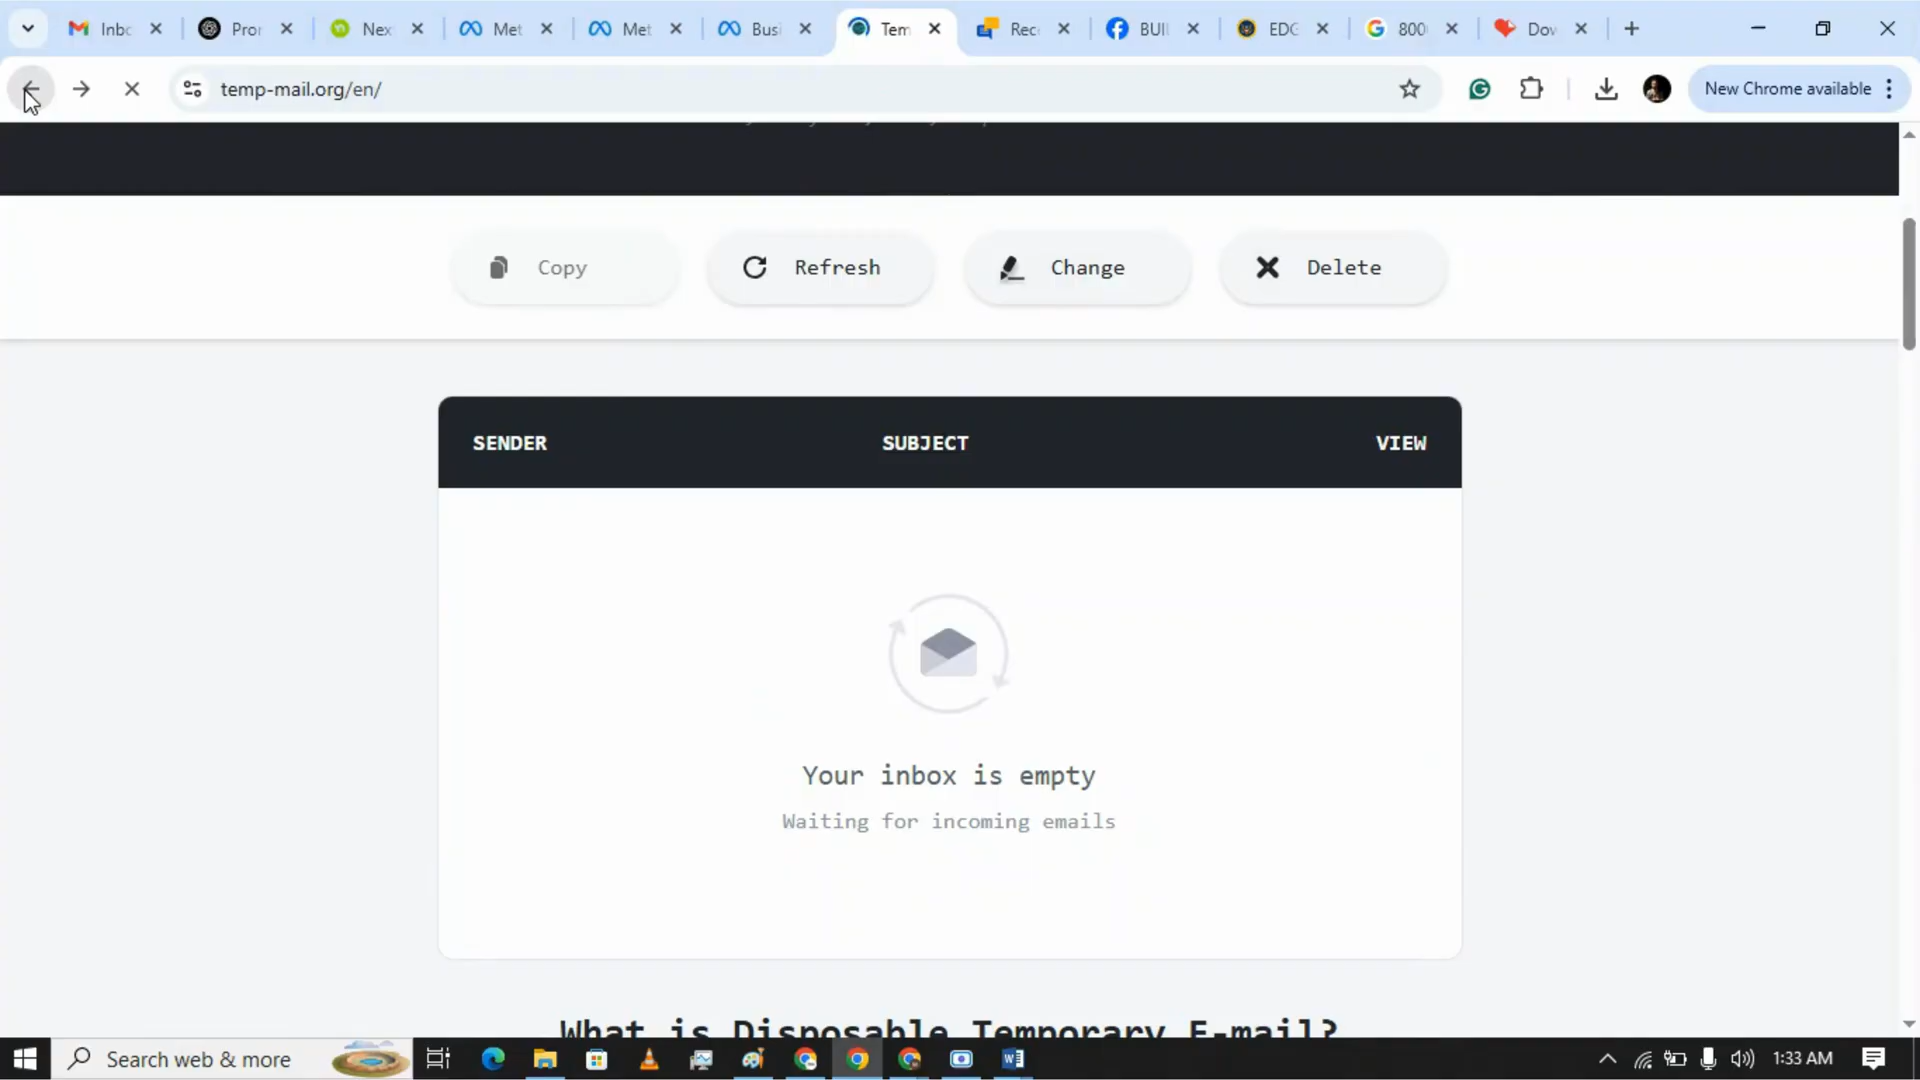 Inbc
Pror
Nex
Met
Met
Busi
Tem
Rec
BUII
EDG
800
Dov
temp-mail.org/en/
New Chrome available
Copy
Refresh
Change
Delete
SENDER SUBJECT VIEW
Your inbox is empty
Waiting for incoming emails
What is Disposable Temporary E-mail?
Search web & more
1:33 AM